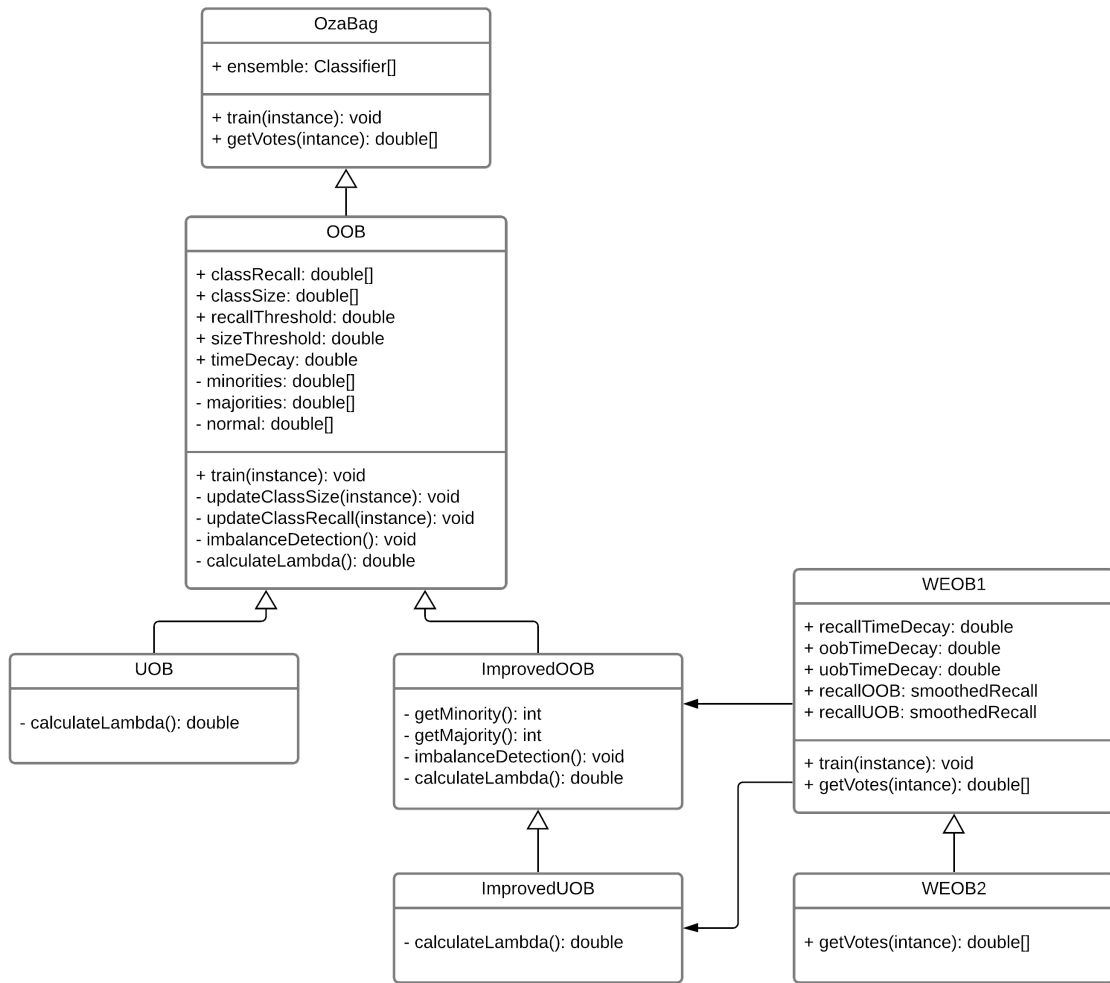 OzaBag
+ ensemble: Classifier[]
+ train(instance): void
+ getVotes(intance): double[]
OOB
+ classRecall: double[]
+ classSize: double[]
+ recallThreshold: double
+ sizeThreshold: double
+ timeDecay: double
- minorities: double[]
- majorities: double[]
- normal: double[]
+ train(instance): void
- updateClassSize(instance): void
- updateClassRecall(instance): void
- imbalanceDetection(): void
- calculateLambda(): double
UOB
- calculateLambda(): double
ImprovedOOB
- getMinority(): int
- getMajority(): int
- imbalanceDetection(): void
- calculateLambda(): double
ImprovedUOB
- calculateLambda(): double
WEOB1
+ recallTimeDecay: double
+ oobTimeDecay: double
+ uobTimeDecay: double
+ recallOOB: smoothedRecall
+ recallUOB: smoothedRecall
+ train(instance): void
+ getVotes(intance): double[]
WEOB2
+ getVotes(intance): double[]